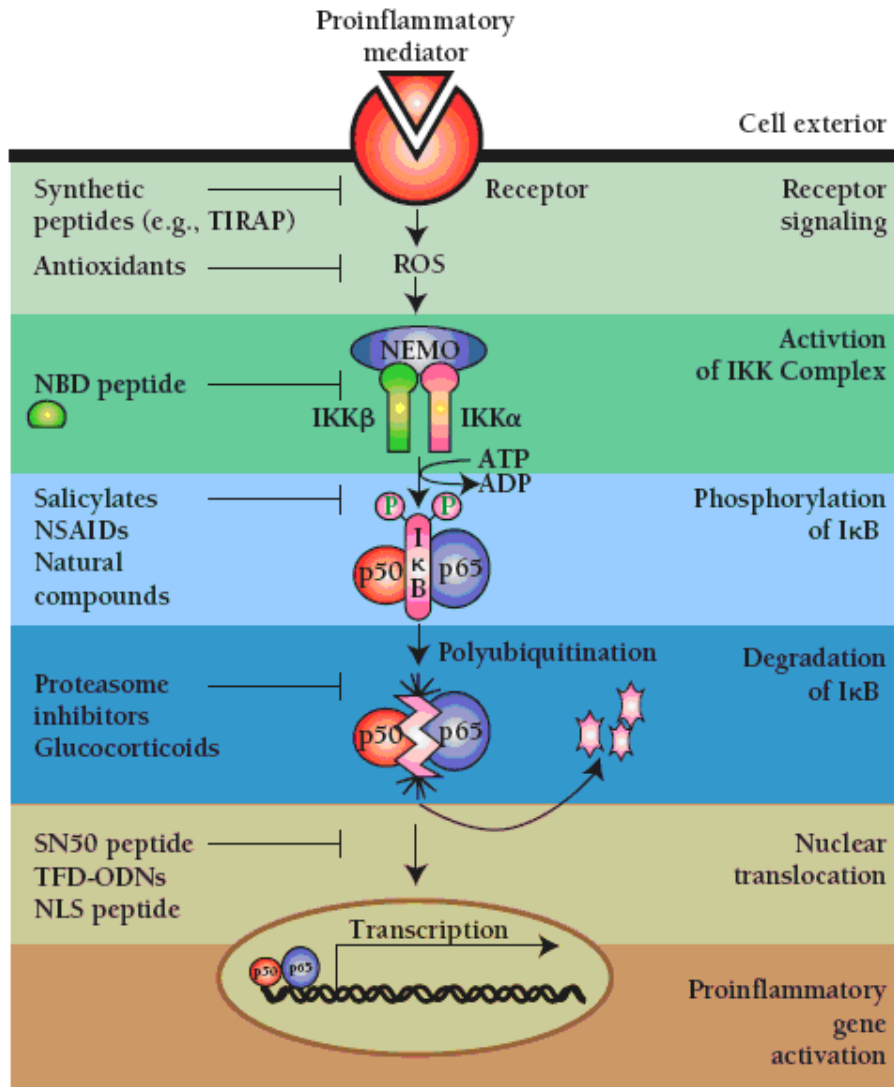 Proinflammatory
mediator
Cell exterior
Synthetic
peptides (e.g., TIRAP)
Receptor
Receptor
signaling
Antioxidants
ROS
Activtion
of IKK Complex
NEMO
NBD peptide
IKKβ
IKKα
ATP
ADP
Salicylates
NSAIDs
Natural
compounds
P
P
Phosphorylation
of IκB
p50
I
κ
B
p65
Polyubiquitination
Degradation
of IκB
Proteasome
inhibitors
Glucocorticoids
p50
p65
SN50 peptide
TFD-ODNs
NLS peptide
Nuclear
translocation
Transcription
p50
p65
Proinflammatory
gene
activation